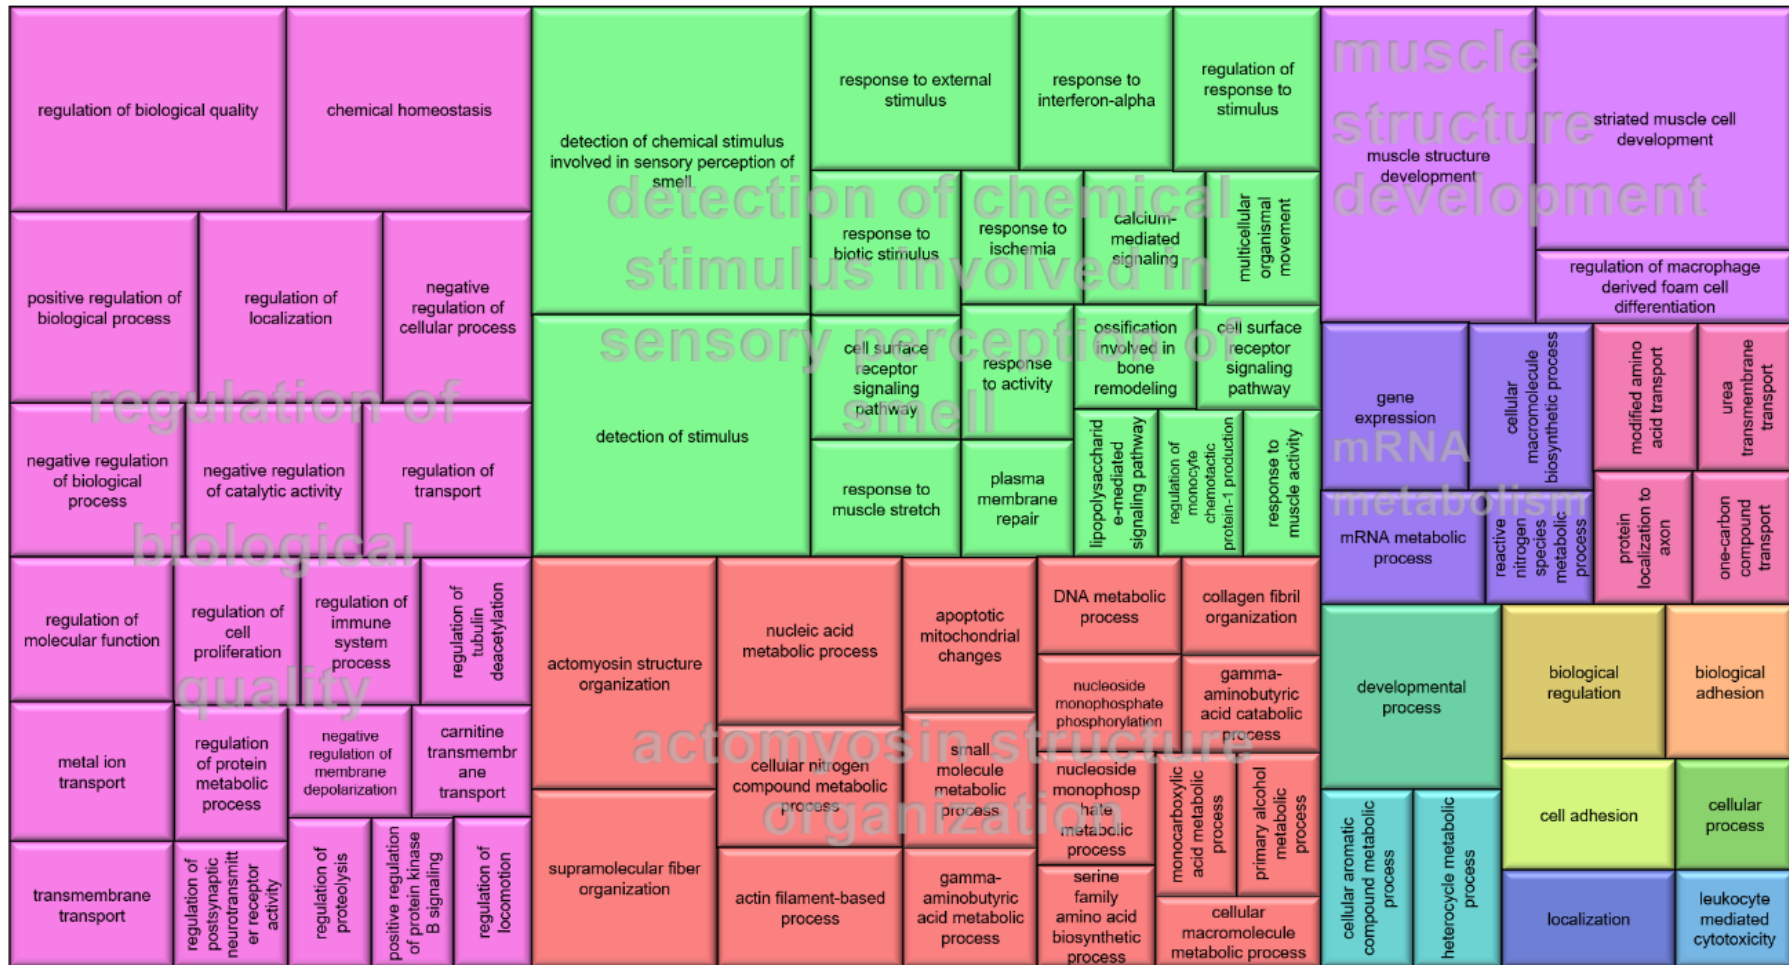 regulation of biological quality
chemical homeostasis
positive regulation of
biological process
regulation of
localization
negative
regulation of
cellular process
negative regulation
of biological
process
negative regulation
of catalytic activity
regulation of
transport
regulation of
molecular function
regulation of
cell
proliferation
regulation of
immune
system
process
regulation of
tubulin
deacetylation
metal ion
transport
regulation
of protein
metabolic
process
negative
regulation of
membrane
depolarization
carnitine
transmembr
ane
transport
transmembrane
transport
regulation of
postsynaptic
neurotransmitt
er receptor
activity
regulation of
proteolysis
positive regulation
of protein kinase
B signaling
regulation of
locomotion
regulation of
biological
quality
detection of chemical stimulus
involved in sensory perception of
smell
detection of stimulus
response to external
stimulus
response to
interferon-alpha
regulation of
response to
stimulus
response to
biotic stimulus
response to
ischemia
calcium-
mediated
signaling
multicellular
organismal
movement
cell surface
receptor
signaling
pathway
response
to activity
ossification
involved in
bone
remodeling
cell surface
receptor
signaling
pathway
response to
muscle stretch
plasma
membrane
repair
lipopolysaccharid
e-mediated
signaling pathway
regulation of
monocyte
chemotactic
protein-1 production
response to
muscle activity
detection of chemical
stimulus involved in
sensory perception of
smell
actomyosin structure
organization
supramolecular fiber
organization
nucleic acid
metabolic process
cellular nitrogen
compound metabolic
process
actin filament-based
process
apoptotic
mitochondrial
changes
small
molecule
metabolic
process
gamma-
aminobutyric
acid metabolic
process
DNA metabolic
process
collagen fibril
organization
nucleoside
monophosphate
phosphorylation
gamma-
aminobutyric
acid catabolic
process
nucleoside
monophosp
hate
metabolic
process
monocarboxylic
acid metabolic
process
primary alcohol
metabolic
process
serine
family
amino acid
biosynthetic
process
cellular
macromolecule
metabolic process
actomyosin structure
organization
muscle structure
development
striated muscle cell
development
regulation of macrophage
derived foam cell
differentiation
muscle
structure
development
gene
expression
cellular
macromolecule
biosynthetic process
mRNA metabolic
process
reactive
nitrogen
species
metabolic
process
mRNA
metabolism
modified amino
acid transport
urea
transmembrane
transport
protein
localization to
axon
one-carbon
compound
transport
developmental
process
biological
regulation
biological
adhesion
cellular aromatic
compound metabolic
process
heterocycle metabolic
process
cell adhesion
cellular
process
localization
leukocyte
mediated
cytotoxicity